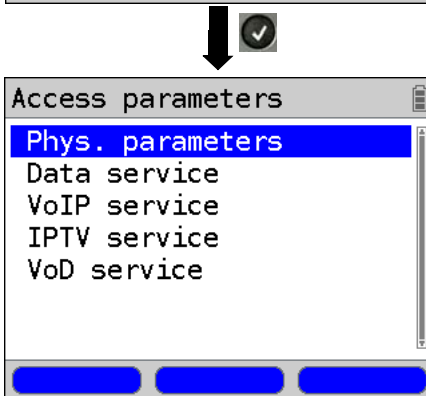 Access parameters
Phys. parameters
Data service
VoIP service
IPTV service
VoD service